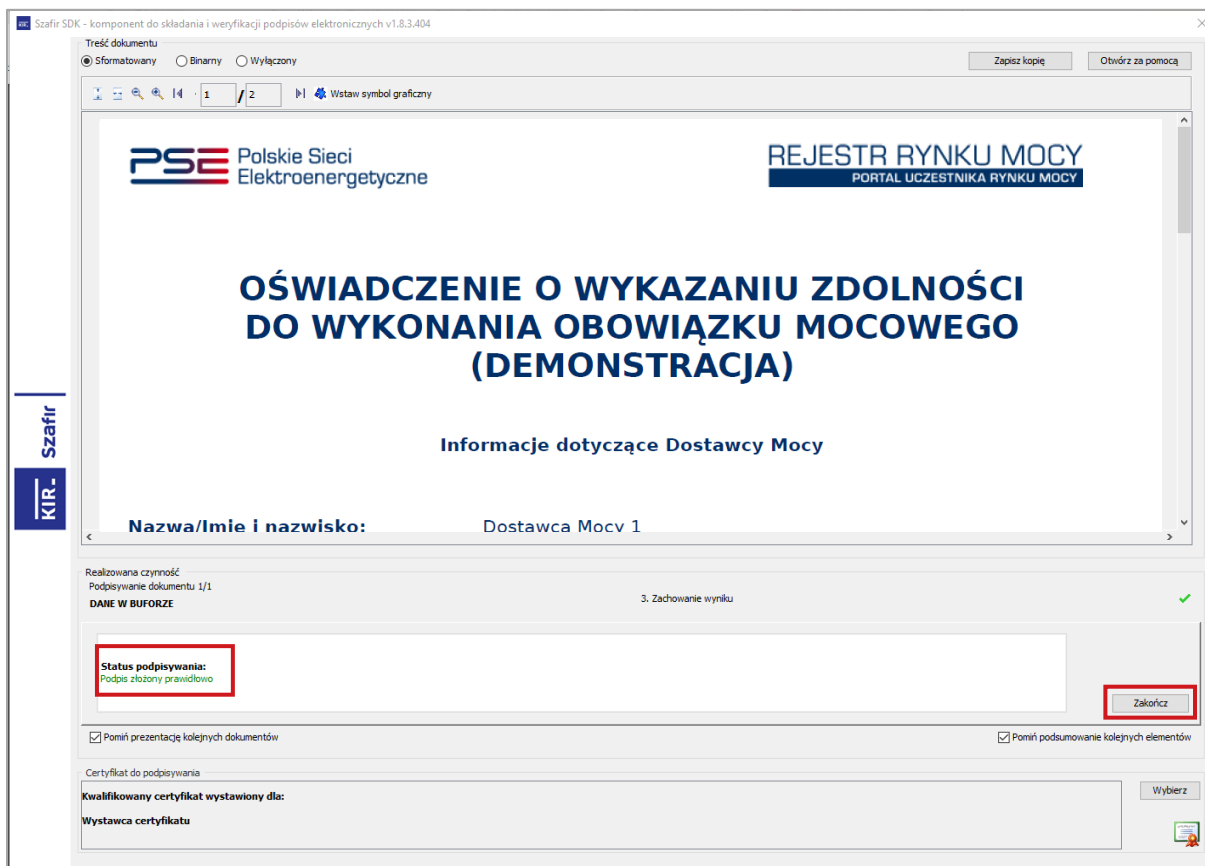 Szafir SDK - komponent do składania i weryfikacji podpisów elektronicznych v1.8.3.404
Treść dokumentu
Sformatowany Binarny Wyłączony Zapisz kopię Otwórz za pomocą
1 / 2 Wstaw symbol graficzny
PSE Polskie Sieci
Elektroenergetyczne
REJESTR RYNKU MOCY
PORTAL UCZESTNIKA RYNKU MOCY
OŚWIADCZENIE O WYKAZANIU ZDOLNOŚCI
DO WYKONANIA OBOWIĄZKU MOCOWEGO
(DEMONSTRACJA)
Informacje dotyczące Dostawcy Mocy
Nazwa/Imię i nazwisko: Dostawca Mocy 1
KIR Szafir
Realizowana czynność
Podpisywanie dokumentu 1/1
DANE W BUFORZE
3. Zachowanie wyniku
Status podpisywania:
Podpis złożony prawidłowo
Zakończ
Pomiń prezentację kolejnych dokumentów Pomiń podsumowanie kolejnych elementów
Certyfikat do podpisywania
Kwalifikowany certyfikat wystawiony dla:
Wybierz
Wystawca certyfikatu